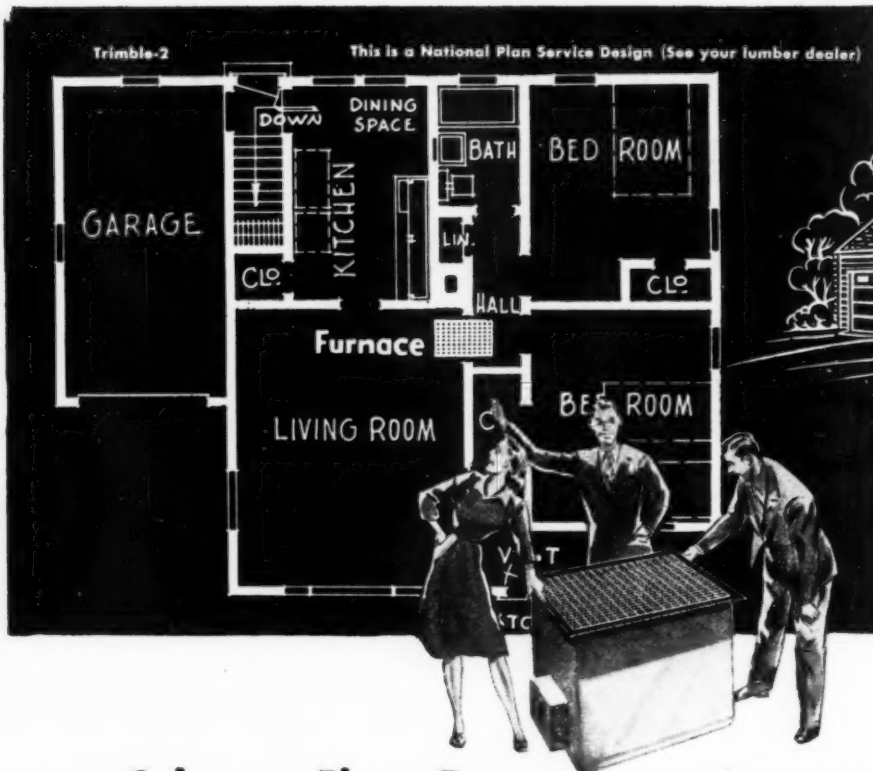 Trimble-2 This is a National Plan Service Design (See your lumber dealer)
DOWN
DINING
SPACE
BATH
BED ROOM
GARAGE
KITCHEN
LIN.
CLO
CLO
HALL
Furnace
LIVING ROOM
ROOM